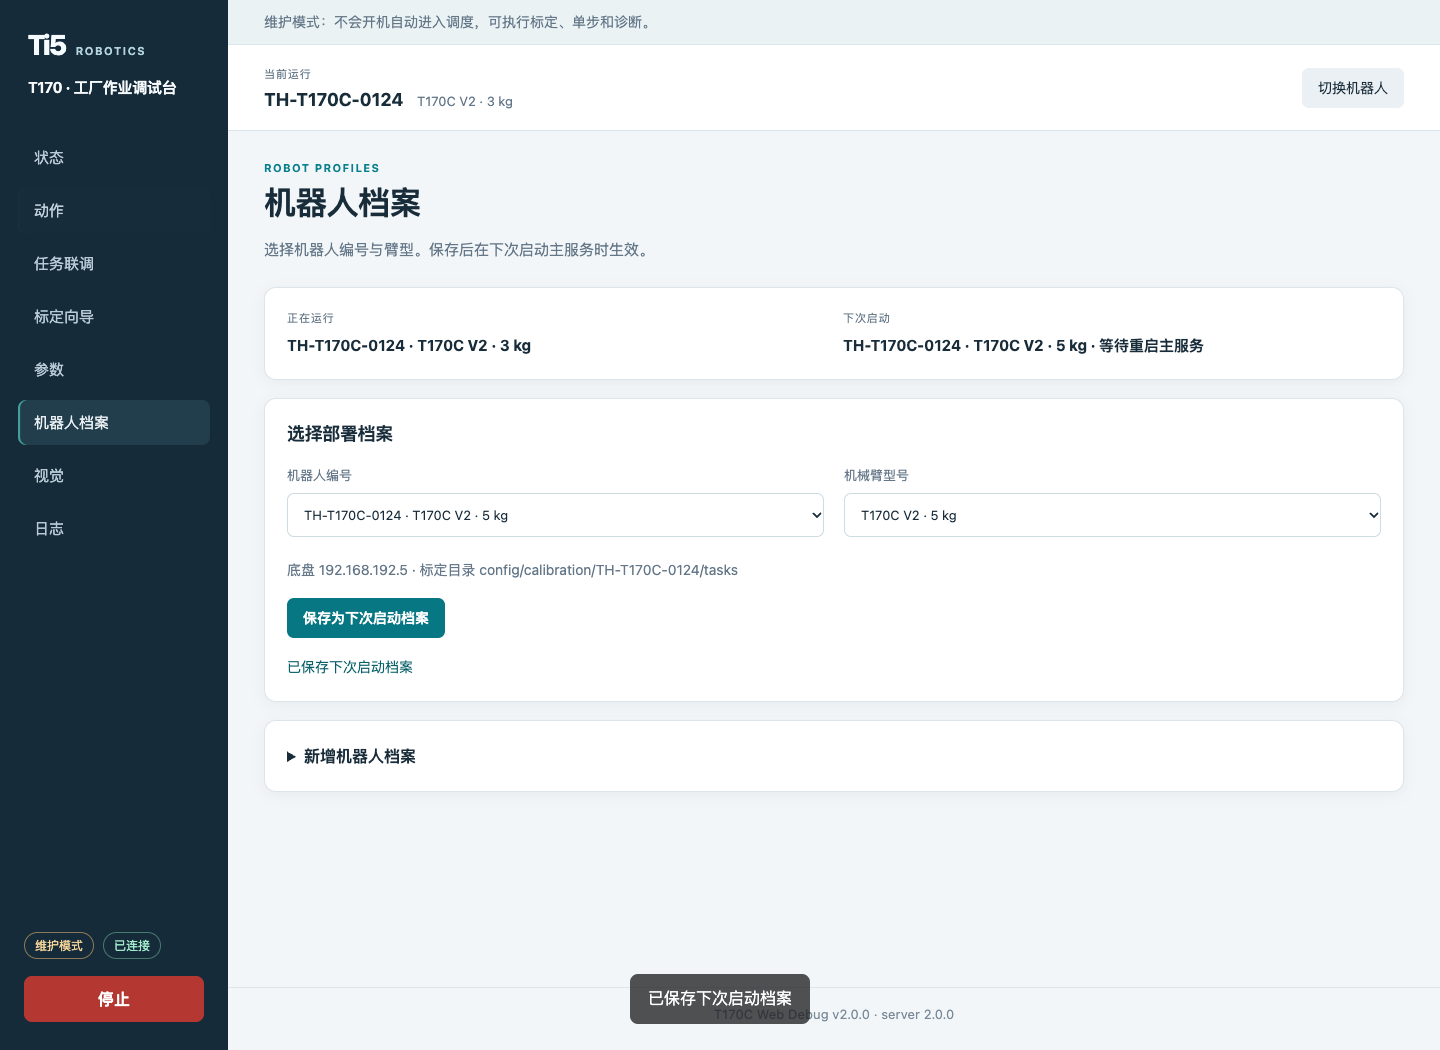 Ti5 ROBOTICS
T170 · 工厂作业调试台
状态
动作
任务联调
标定向导
参数
机器人档案
视觉
日志
维护模式
已连接
停止
维护模式：不会开机自动进入调度，可执行标定、单步和诊断。
当前运行
TH-T170C-0124 T170C V2 · 3 kg
切换机器人
ROBOT PROFILES
机器人档案
选择机器人编号与臂型。保存后在下次启动主服务时生效。
正在运行
TH-T170C-0124 · T170C V2 · 3 kg
下次启动
TH-T170C-0124 · T170C V2 · 5 kg · 等待重启主服务
选择部署档案
机器人编号
TH-T170C-0124 · T170C V2 · 5 kg
机械臂型号
T170C V2 · 5 kg
底盘 192.168.192.5 · 标定目录 config/calibration/TH-T170C-0124/tasks
保存为下次启动档案
已保存下次启动档案
新增机器人档案
已保存下次启动档案
T170C Web Debug v2.0.0 · server 2.0.0